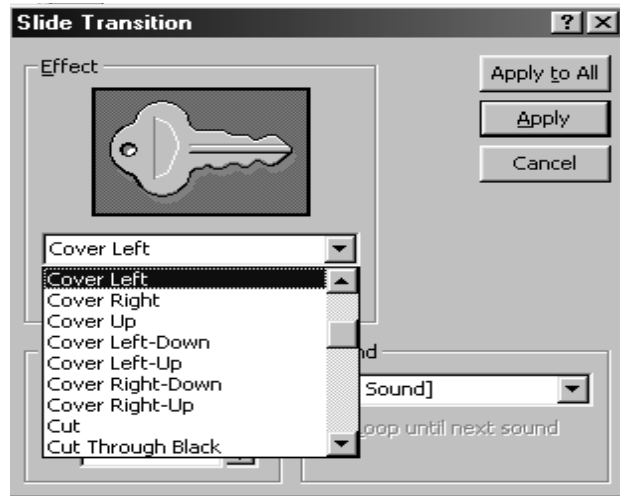 Slide Transition
Effect
Apply to All
Apply
Cancel
Cover Left
Cover Left
Cover Right
Cover Up
Cover Left-Down
Cover Left-Up
Cover Right-Down
Cover Right-Up
Cut
Cut Through Black
Sound]
until next sound